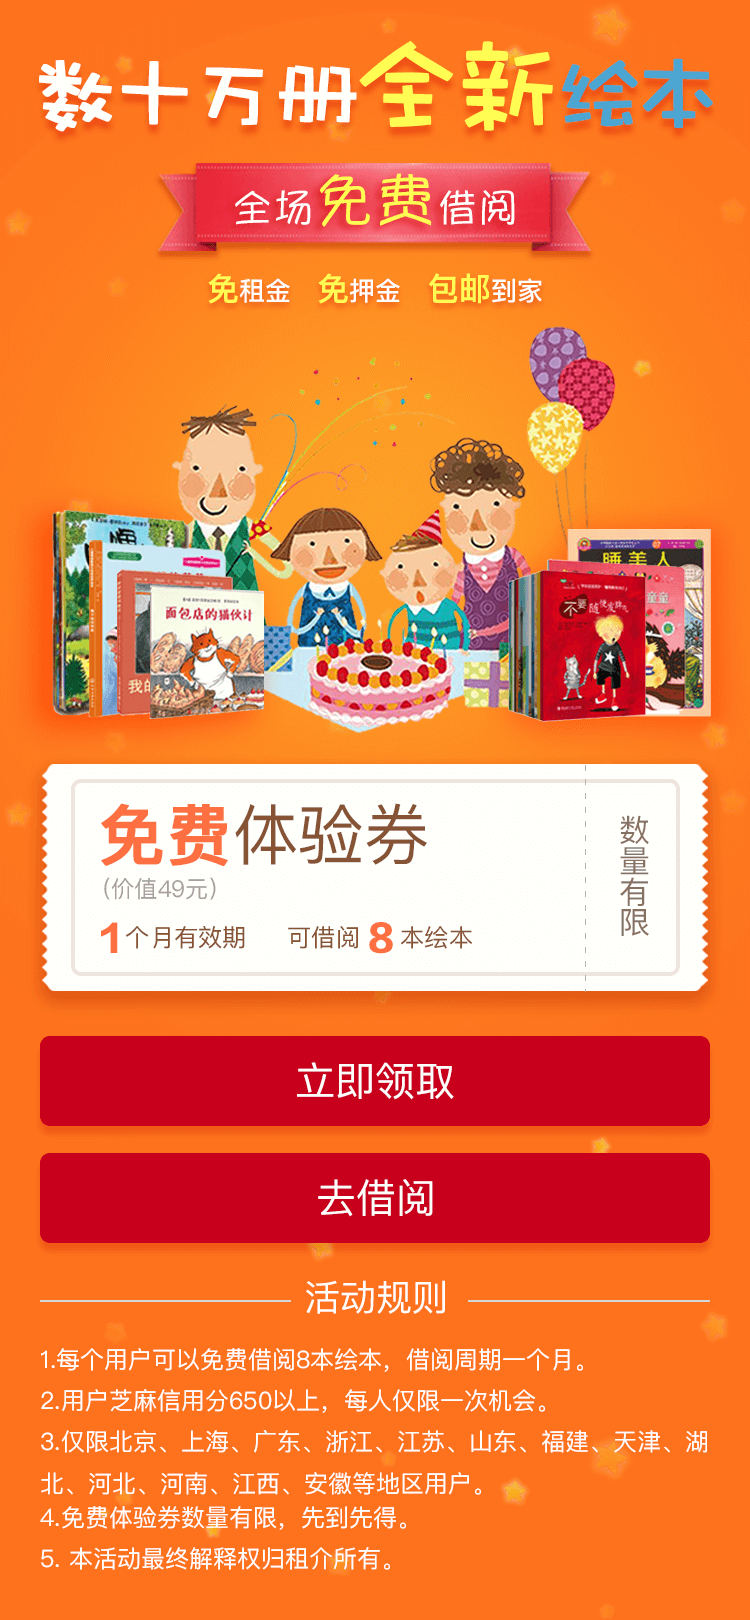 数十万册全新绘本
全场免费借阅
免租金 免押金 包邮到家
面包店的猫伙计
我的
睡美人
不要随便发脾气
童童
免费体验券
(价值49元)
1个月有效期 可借阅8本绘本
数量有限
立即领取
去借阅
活动规则
1.每个用户可以免费借阅8本绘本，借阅周期一个月。
2.用户芝麻信用分650以上，每人仅限一次机会。
3.仅限北京、上海、广东、浙江、江苏、山东、福建、天津、湖
北、河北、河南、江西、安徽等地区用户。
4.免费体验券数量有限，先到先得。
5. 本活动最终解释权归租介所有。